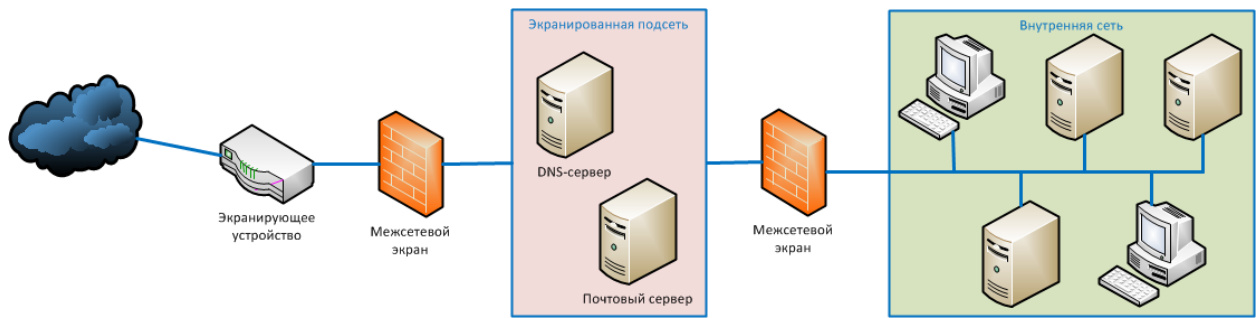 Экранированная подсеть
Внутренняя сеть
DNS-сервер
Экранирующее
устройство
Межсетевой
экран
Почтовый сервер
Межсетевой
экран